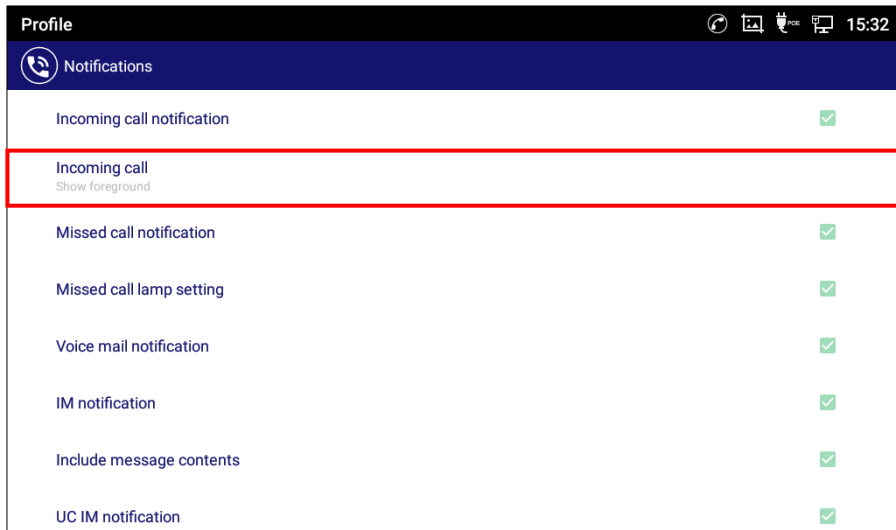 Profile
POE
15:32
Notifications
Incoming call notification
Incoming call
Show foreground
Missed call notification
Missed call lamp setting
Voice mail notification
IM notification
Include message contents
UC IM notification